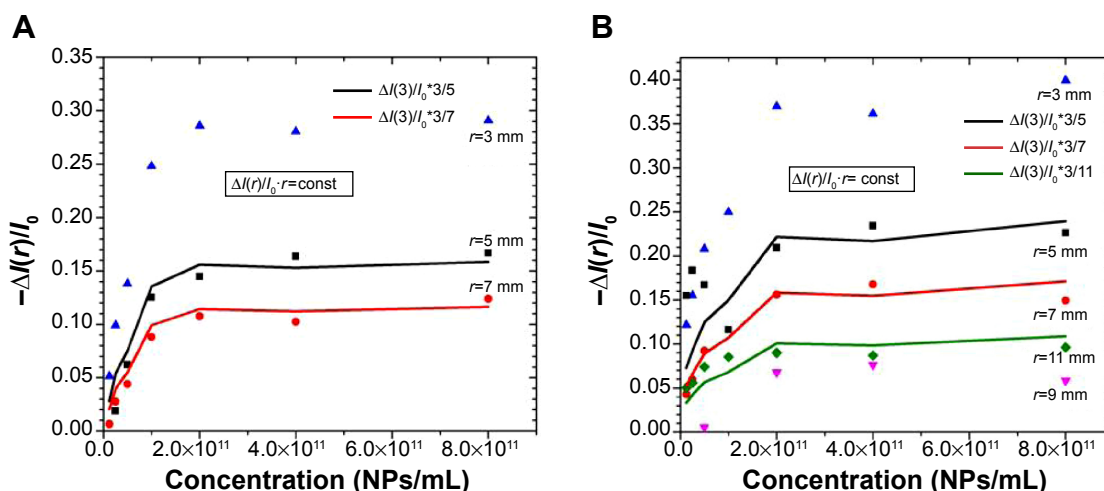 A
−ΔI(r)/I₀
0.35
0.30
0.25
0.20
0.15
0.10
0.05
0.00
ΔI(3)/I₀*3/5
ΔI(3)/I₀*3/7
r=3 mm
ΔI(r)/I₀·r=const
r=5 mm
r=7 mm
0.0 2.0×10¹¹ 4.0×10¹¹ 6.0×10¹¹ 8.0×10¹¹
Concentration (NPs/mL)
B
−ΔI(r)/I₀
0.40
0.30
0.25
0.20
0.15
0.10
0.05
0.00
r=3 mm
ΔI(3)/I₀*3/5
ΔI(3)/I₀*3/7
ΔI(3)/I₀*3/11
ΔI(r)/I₀·r= const
r=5 mm
r=7 mm
r=11 mm
r=9 mm
0.0 2.0×10¹¹ 4.0×10¹¹ 6.0×10¹¹ 8.0×10¹¹
Concentration (NPs/mL)